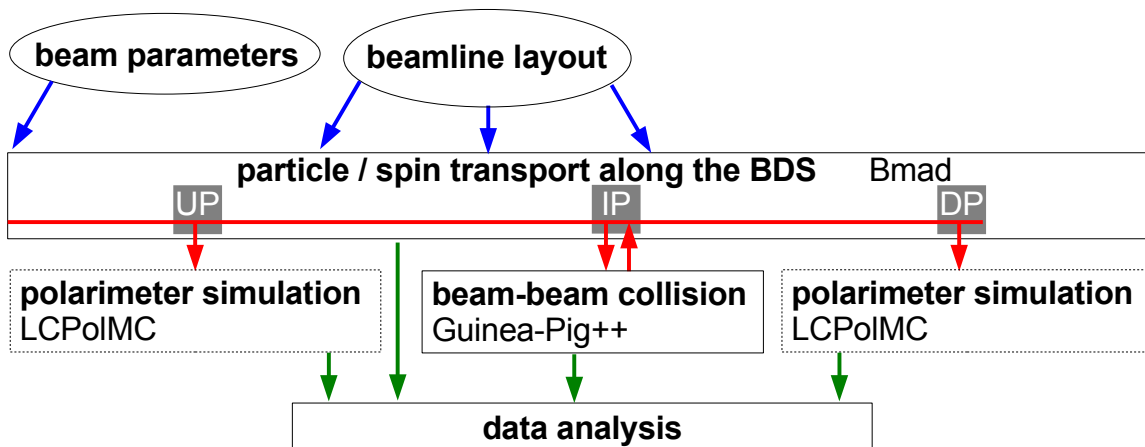 beam parameters
beamline layout
particle / spin transport along the BDS Bmad
UP IP DP
polarimeter simulation
LCPolMC
beam-beam collision
Guinea-Pig++
polarimeter simulation
LCPolMC
data analysis